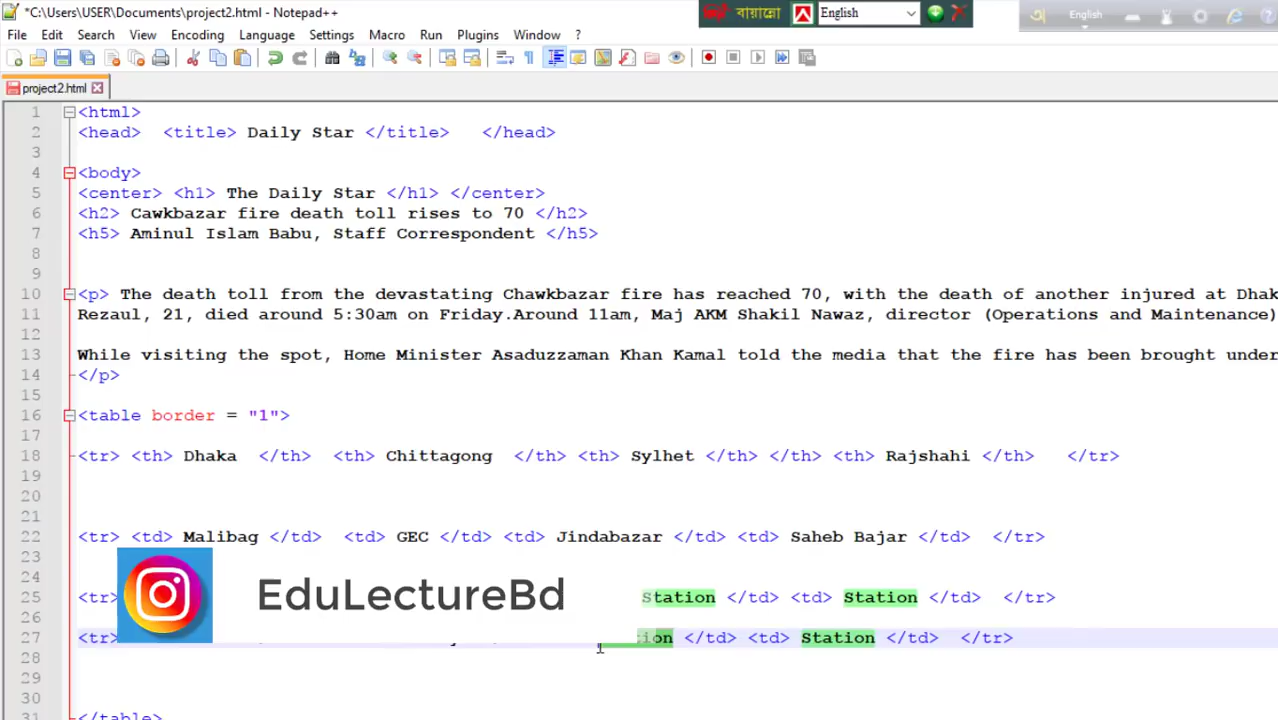 *C:\Users\USER\Documents\project2.html - Notepad++
বায়ান্নো
English
English
File Edit Search View Encoding Language Settings Macro Run Plugins Window ?
project2.html
1 <html>
2 <head> <title> Daily Star </title> </head>
3
4 <body>
5 <center> <h1> The Daily Star </h1> </center>
6 <h2> Cawkbazar fire death toll rises to 70 </h2>
7 <h5> Aminul Islam Babu, Staff Correspondent </h5>
8
9
10 <p> The death toll from the devastating Chawkbazar fire has reached 70, with the death of another injured at Dhak
11 Rezaul, 21, died around 5:30am on Friday.Around 11am, Maj AKM Shakil Nawaz, director (Operations and Maintenance)
12
13 While visiting the spot, Home Minister Asaduzzaman Khan Kamal told the media that the fire has been brought under
14 </p>
15
16 <table border = "1">
17
18 <tr> <th> Dhaka </th> <th> Chittagong </th> <th> Sylhet </th> </th> <th> Rajshahi </th> </tr>
19
20
21
22 <tr> <td> Malibag </td> <td> GEC </td> <td> Jindabazar </td> <td> Saheb Bajar </td> </tr>
23
24
25 <tr> Station </td> <td> Station </td> </tr>
26
27 <tr> tion </td> <td> Station </td> </tr>
28
29
30
31 </table>
EduLectureBd